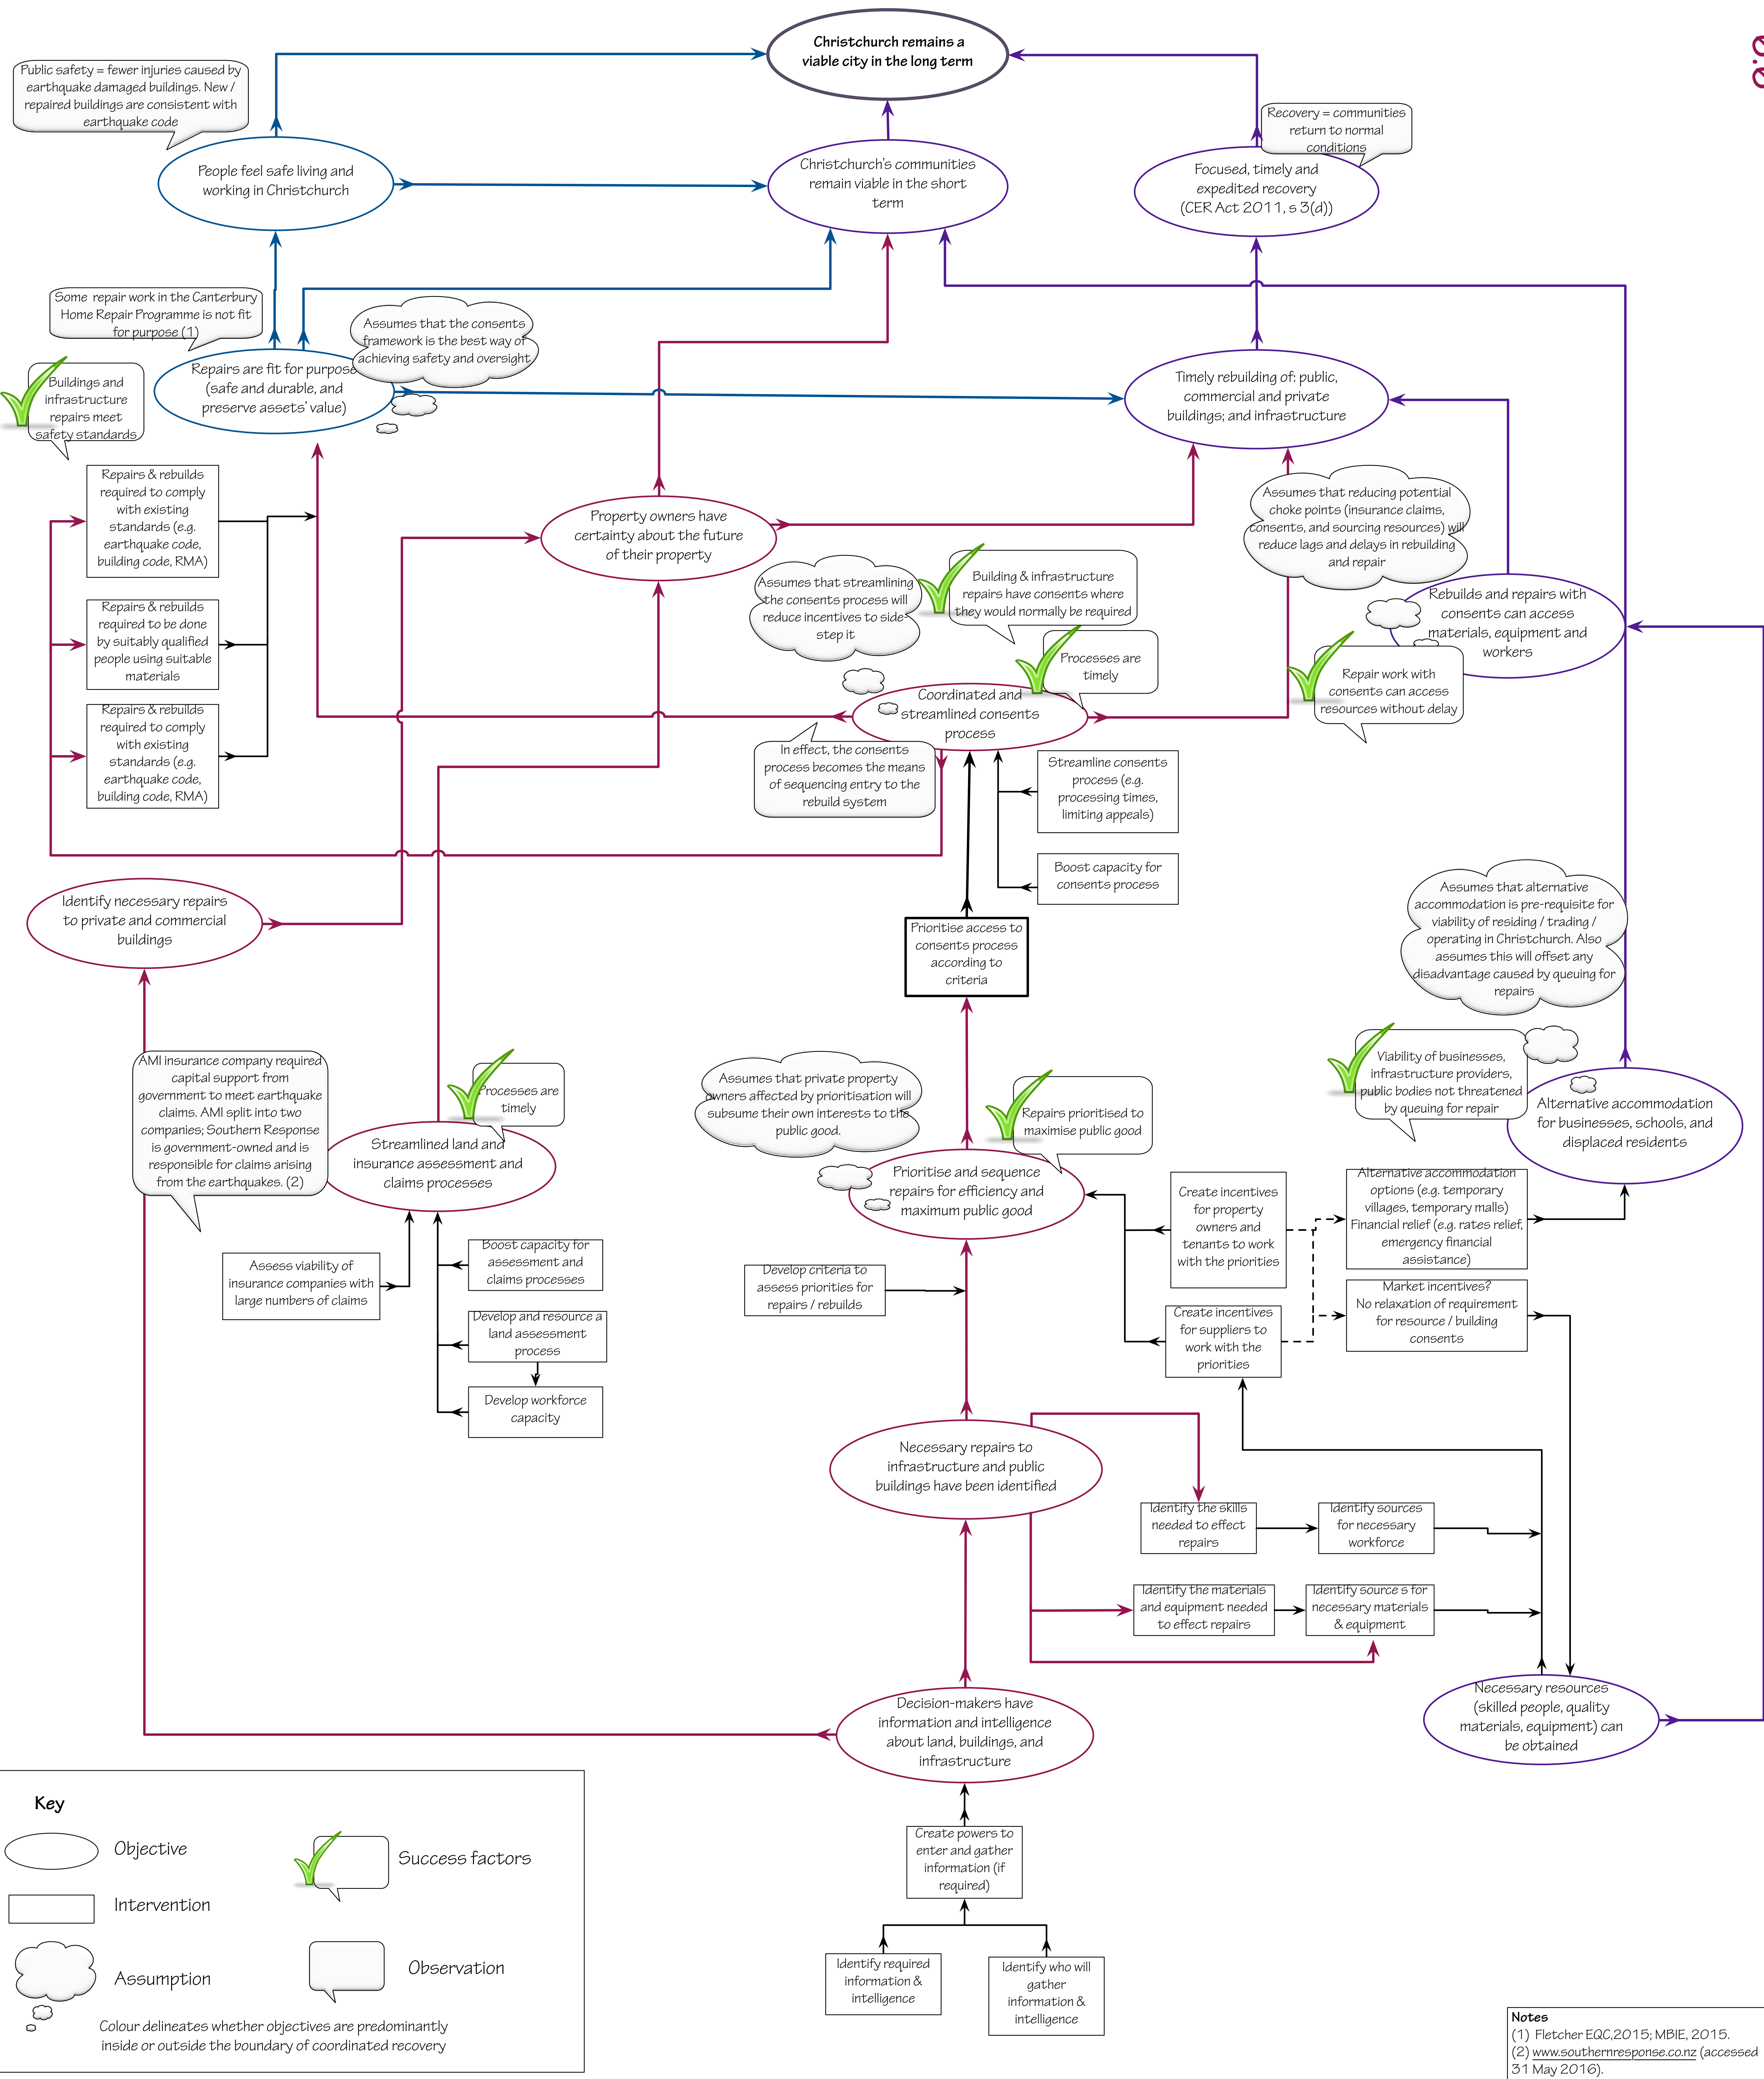 Christchurch remains a
viable city in the long term
Public safety = fewer injuries caused by
earthquake damaged buildings. New /
repaired buildings are consistent with
earthquake code
Recovery = communities
return to normal
conditions
People feel safe living and
working in Christchurch
Christchurch's communities
remain viable in the short
term
Focused, timely and
expedited recovery
(CER Act 2011, s 3(d))
Some repair work in the Canterbury
Home Repair Programme is not fit
for purpose (1)
Assumes that the consents
framework is the best way of
achieving safety and oversight
Buildings and
infrastructure
repairs meet
safety standards
Repairs are fit for purpose
(safe and durable, and
preserve assets' value)
Timely rebuilding of: public,
commercial and private
buildings; and infrastructure
Repairs & rebuilds
required to comply
with existing
standards (e.g.
earthquake code,
building code, RMA)
Property owners have
certainty about the future
of their property
Assumes that reducing potential
choke points (insurance claims,
consents, and sourcing resources) will
reduce lags and delays in rebuilding
and repair
Assumes that streamlining
the consents process will
reduce incentives to side-
step it
Building & infrastructure
repairs have consents where
they would normally be required
Rebuilds and repairs with
consents can access
materials, equipment and
workers
Repairs & rebuilds
required to be done
by suitably qualified
people using suitable
materials
Processes are
timely
Repair work with
consents can access
resources without delay
Repairs & rebuilds
required to comply
with existing
standards (e.g.
earthquake code,
building code, RMA)
Coordinated and
streamlined consents
process
In effect, the consents
process becomes the means
of sequencing entry to the
rebuild system
Streamline consents
process (e.g.
processing times,
limiting appeals)
Boost capacity for
consents process
Identify necessary repairs
to private and commercial
buildings
Prioritise access to
consents process
according to
criteria
Assumes that alternative
accommodation is pre-requisite for
viability of residing / trading /
operating in Christchurch. Also
assumes this will offset any
disadvantage caused by queuing for
repairs
AMI insurance company required
capital support from
government to meet earthquake
claims. AMI split into two
companies; Southern Response
is government-owned and is
responsible for claims arising
from the earthquakes. (2)
Processes are
timely
Assumes that private property
owners affected by prioritisation will
subsume their own interests to the
public good.
Repairs prioritised to
maximise public good
Viability of businesses,
infrastructure providers,
public bodies not threatened
by queuing for repair
Alternative accommodation
for businesses, schools, and
displaced residents
Streamlined land and
insurance assessment and
claims processes
Prioritise and sequence
repairs for efficiency and
maximum public good
Create incentives
for property
owners and
tenants to work
with the priorities
Alternative accommodation
options (e.g. temporary
villages, temporary malls)
Financial relief (e.g. rates relief,
emergency financial
assistance)
Assess viability of
insurance companies with
large numbers of claims
Boost capacity for
assessment and
claims processes
Develop criteria to
assess priorities for
repairs / rebuilds
Market incentives?
No relaxation of requirement
for resource / building
consents
Develop and resource a
land assessment
process
Create incentives
for suppliers to
work with the
priorities
Develop workforce
capacity
Necessary repairs to
infrastructure and public
buildings have been identified
Identify the skills
needed to effect
repairs
Identify sources
for necessary
workforce
Identify the materials
and equipment needed
to effect repairs
Identify source s for
necessary materials
& equipment
Decision-makers have
information and intelligence
about land, buildings, and
infrastructure
Necessary resources
(skilled people, quality
materials, equipment) can
be obtained
Create powers to
enter and gather
information (if
required)
Identify required
information &
intelligence
Identify who will
gather
information &
intelligence
Key
Objective
Success factors
Intervention
Assumption
Observation
Colour delineates whether objectives are predominantly
inside or outside the boundary of coordinated recovery
Notes
(1) Fletcher EQC,2015; MBIE, 2015.
(2) www.southernresponse.co.nz (accessed
31 May 2016).